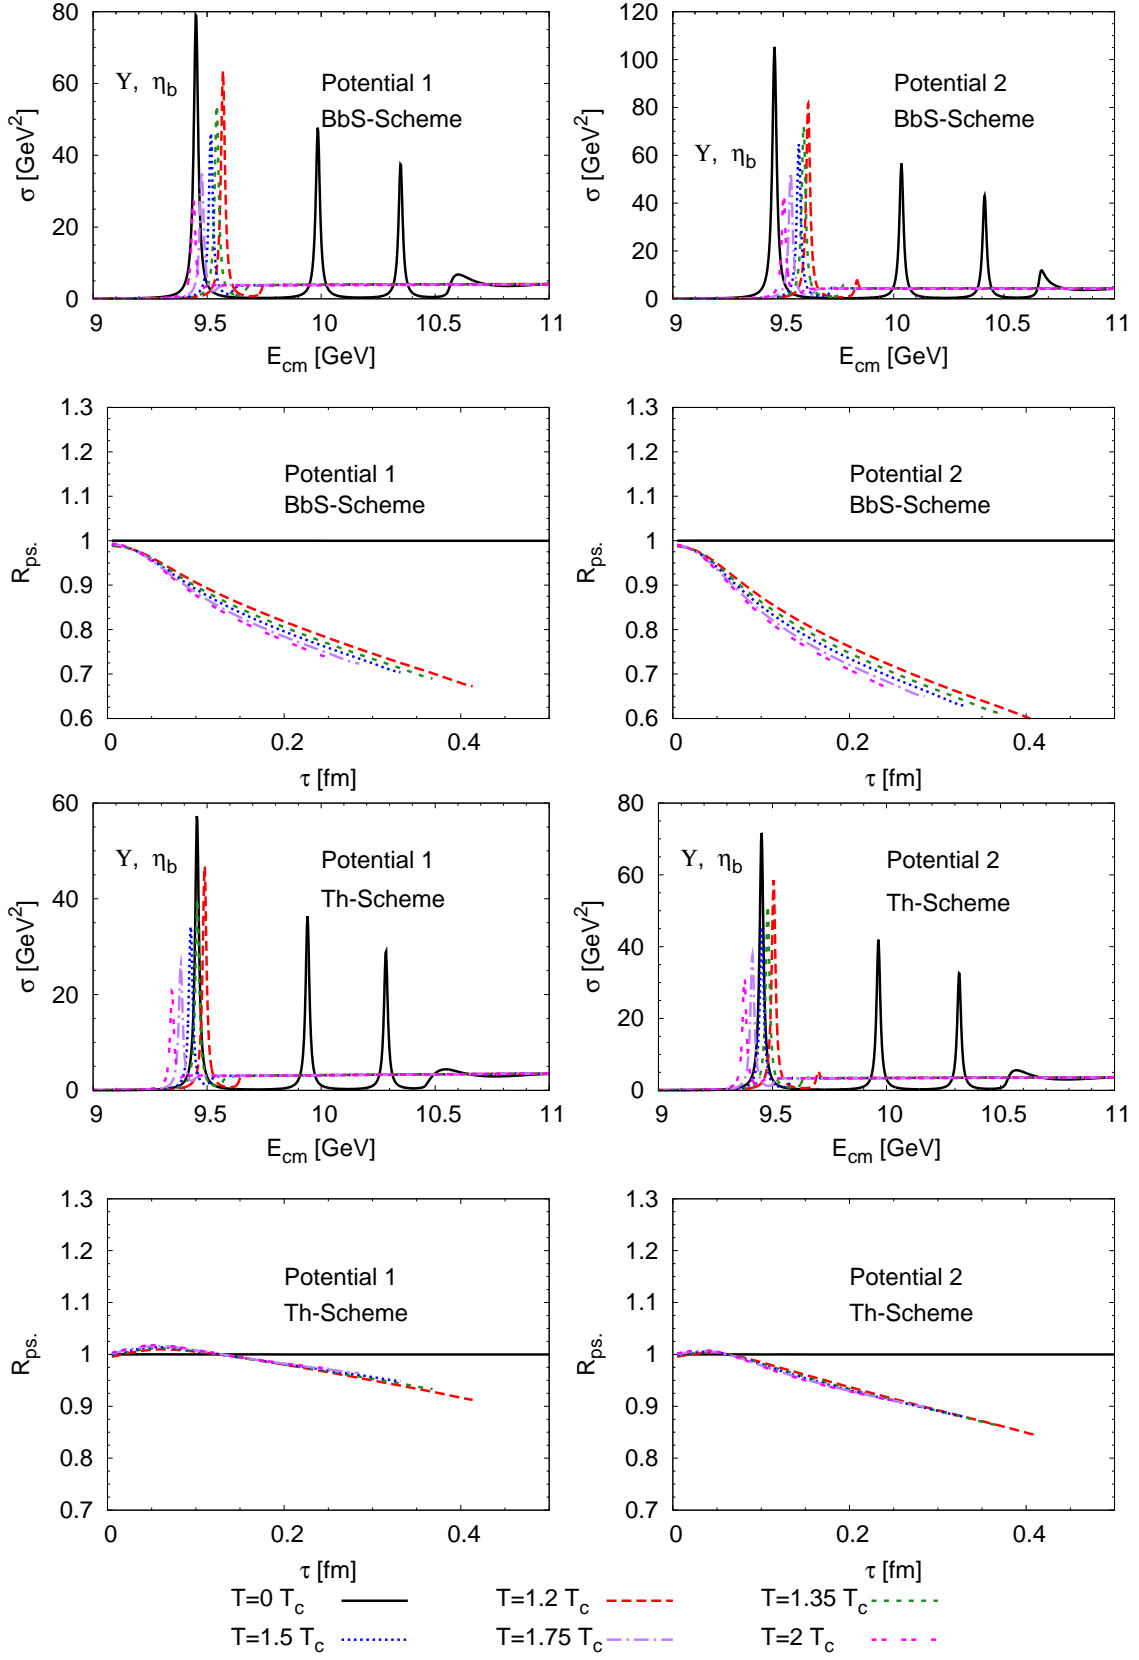 80
60
40
20
0
σ [GeV²]
Υ, η_b
Potential 1
BbS-Scheme
9 9.5 10 10.5 11
E_cm [GeV]
120
100
80
60
40
20
0
σ [GeV²]
Υ, η_b
Potential 2
BbS-Scheme
9 9.5 10 10.5 11
E_cm [GeV]
1.3
1.2
1.1
1
0.9
0.8
0.7
0.6
R_ps.
Potential 1
BbS-Scheme
0 0.2 0.4
τ [fm]
1.3
1.2
1.1
1
0.9
0.8
0.7
0.6
R_ps.
Potential 2
BbS-Scheme
0 0.2 0.4
τ [fm]
60
40
20
0
σ [GeV²]
Υ, η_b
Potential 1
Th-Scheme
9 9.5 10 10.5 11
E_cm [GeV]
80
60
40
20
0
σ [GeV²]
Υ, η_b
Potential 2
Th-Scheme
9 9.5 10 10.5 11
E_cm [GeV]
1.3
1.2
1.1
1
0.9
0.8
0.7
R_ps.
Potential 1
Th-Scheme
0 0.2 0.4
τ [fm]
1.3
1.2
1.1
1
0.9
0.8
0.7
R_ps.
Potential 2
Th-Scheme
0 0.2 0.4
τ [fm]
T=0 T_c T=1.2 T_c T=1.35 T_c
T=1.5 T_c T=1.75 T_c T=2 T_c